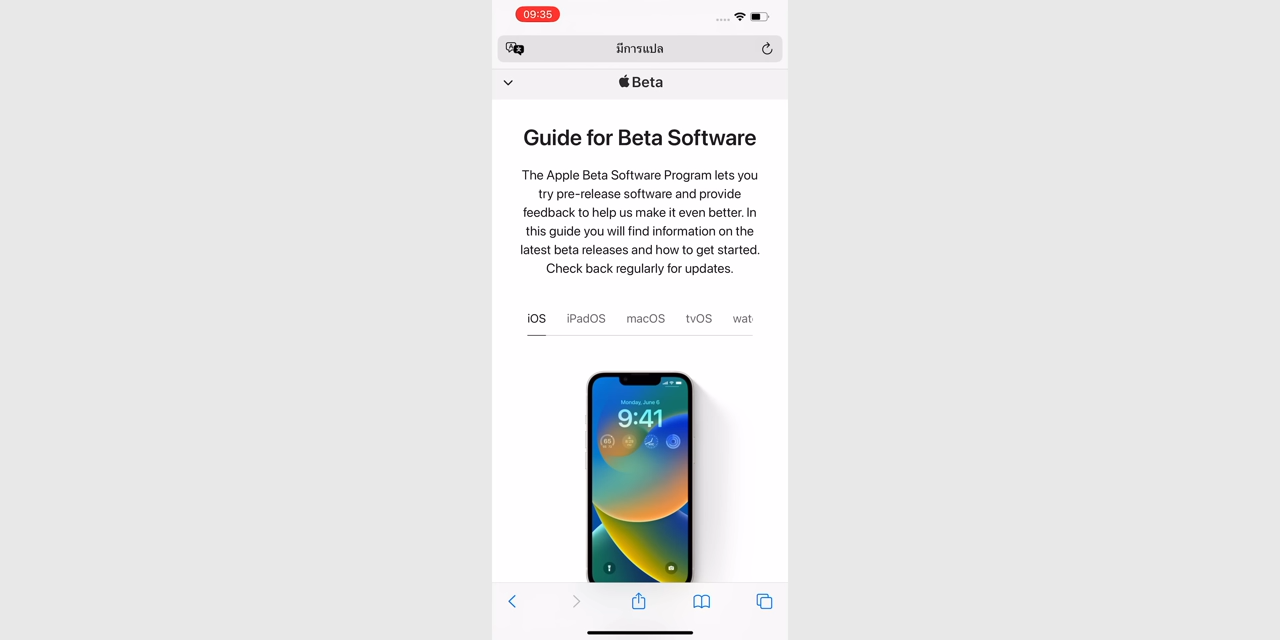 09:35
มีการแปล
Beta
Guide for Beta Software
The Apple Beta Software Program lets you
try pre-release software and provide
feedback to help us make it even better. In
this guide you will find information on the
latest beta releases and how to get started.
Check back regularly for updates.
iOS iPadOS macOS tvOS wat
Monday, June 6
9:41
65